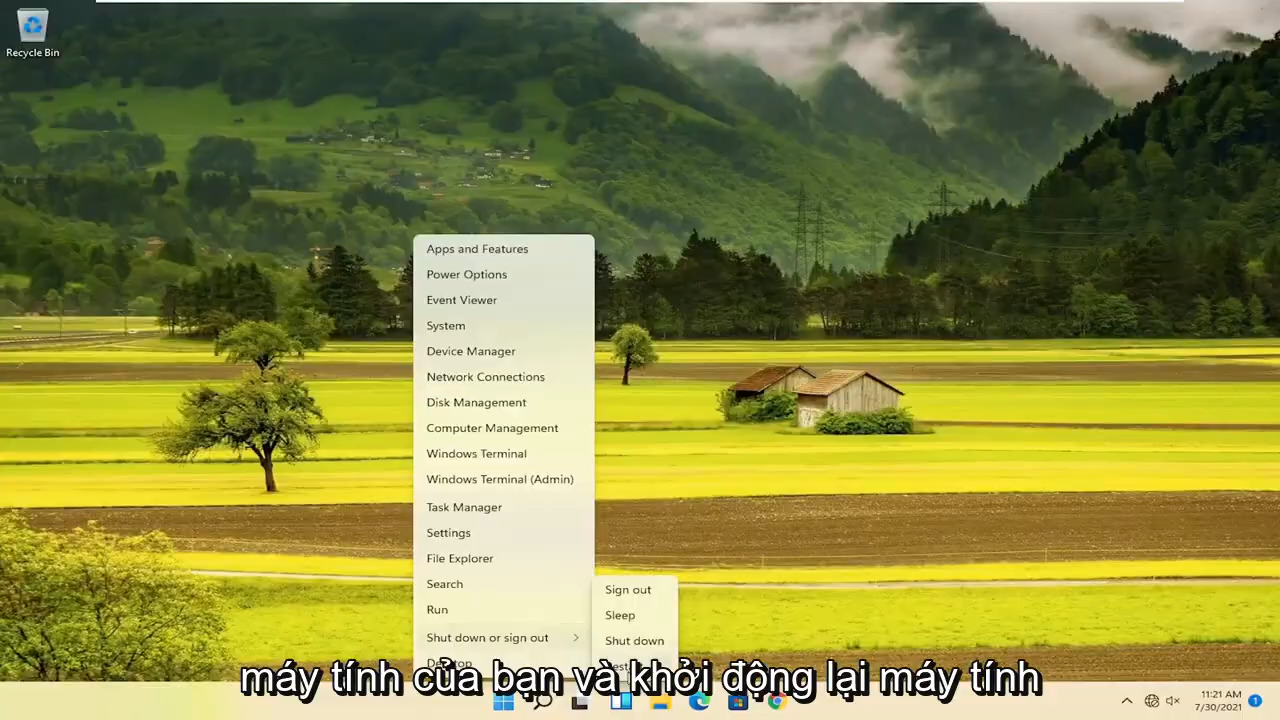 Recycle Bin
Apps and Features
Power Options
Event Viewer
System
Device Manager
Network Connections
Disk Management
Computer Management
Windows Terminal
Windows Terminal (Admin)
Task Manager
Settings
File Explorer
Search
Run
Shut down or sign out
Desktop
Sign out
Sleep
Shut down
máy tính của bạn và khởi động lại máy tính
11:21 AM
7/30/2021
1